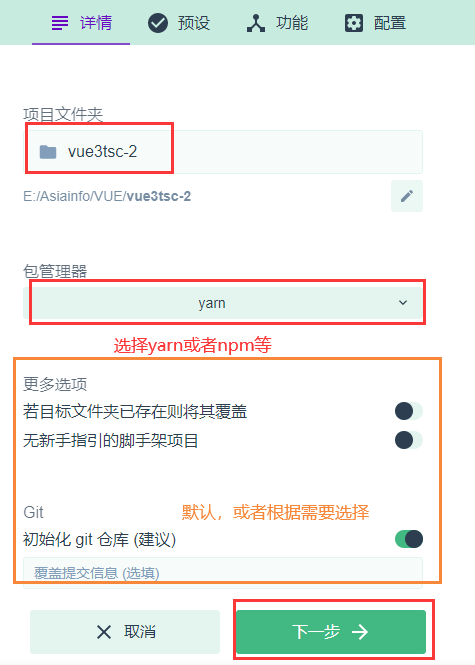 详情 预设 功能 配置
项目文件夹
vue3tsc-2
E:/Asiainfo/VUE/vue3tsc-2
包管理器
yarn
选择yarn或者npm等
更多选项
若目标文件夹已存在则将其覆盖
无新手指引的脚手架项目
Git
默认，或者根据需要选择
初始化 git 仓库 (建议)
覆盖提交信息 (选填)
取消 下一步